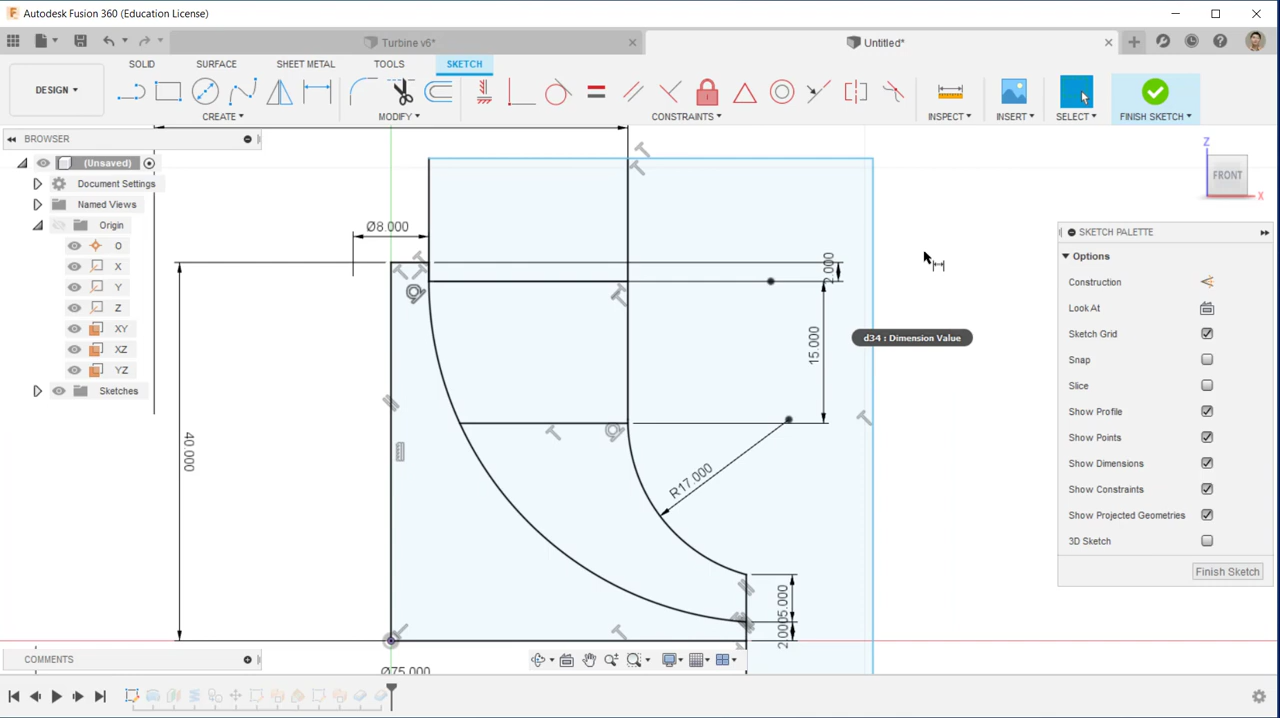 Autodesk Fusion 360 (Education License)
Turbine v6*
Untitled*
SOLID SURFACE SHEET METAL TOOLS SKETCH
DESIGN
CREATE
MODIFY
CONSTRAINTS
INSPECT
INSERT
SELECT
FINISH SKETCH
BROWSER
(Unsaved)
Document Settings
Named Views
Origin
O
X
Y
Z
XY
XZ
YZ
Sketches
Ø8.000
2.000
15.000
d34 : Dimension Value
40.000
R17.000
5.000
2.000
Ø75.000
Z
FRONT
X
SKETCH PALETTE
Options
Construction
Look At
Sketch Grid
Snap
Slice
Show Profile
Show Points
Show Dimensions
Show Constraints
Show Projected Geometries
3D Sketch
Finish Sketch
COMMENTS